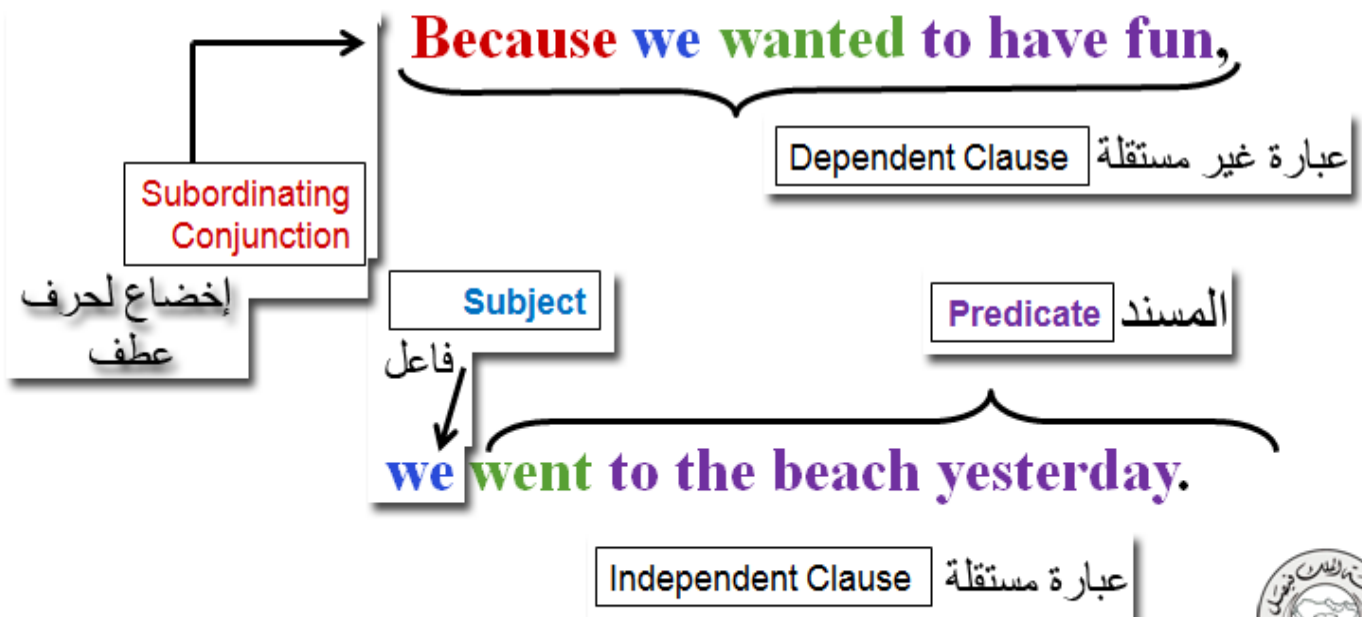 Because we wanted to have fun,
Dependent Clause عبارة غير مستقلة
Subordinating
Conjunction
إخضاع لحرف
عطف
Subject
فاعل
Predicate المسند
we went to the beach yesterday.
Independent Clause عبارة مستقلة